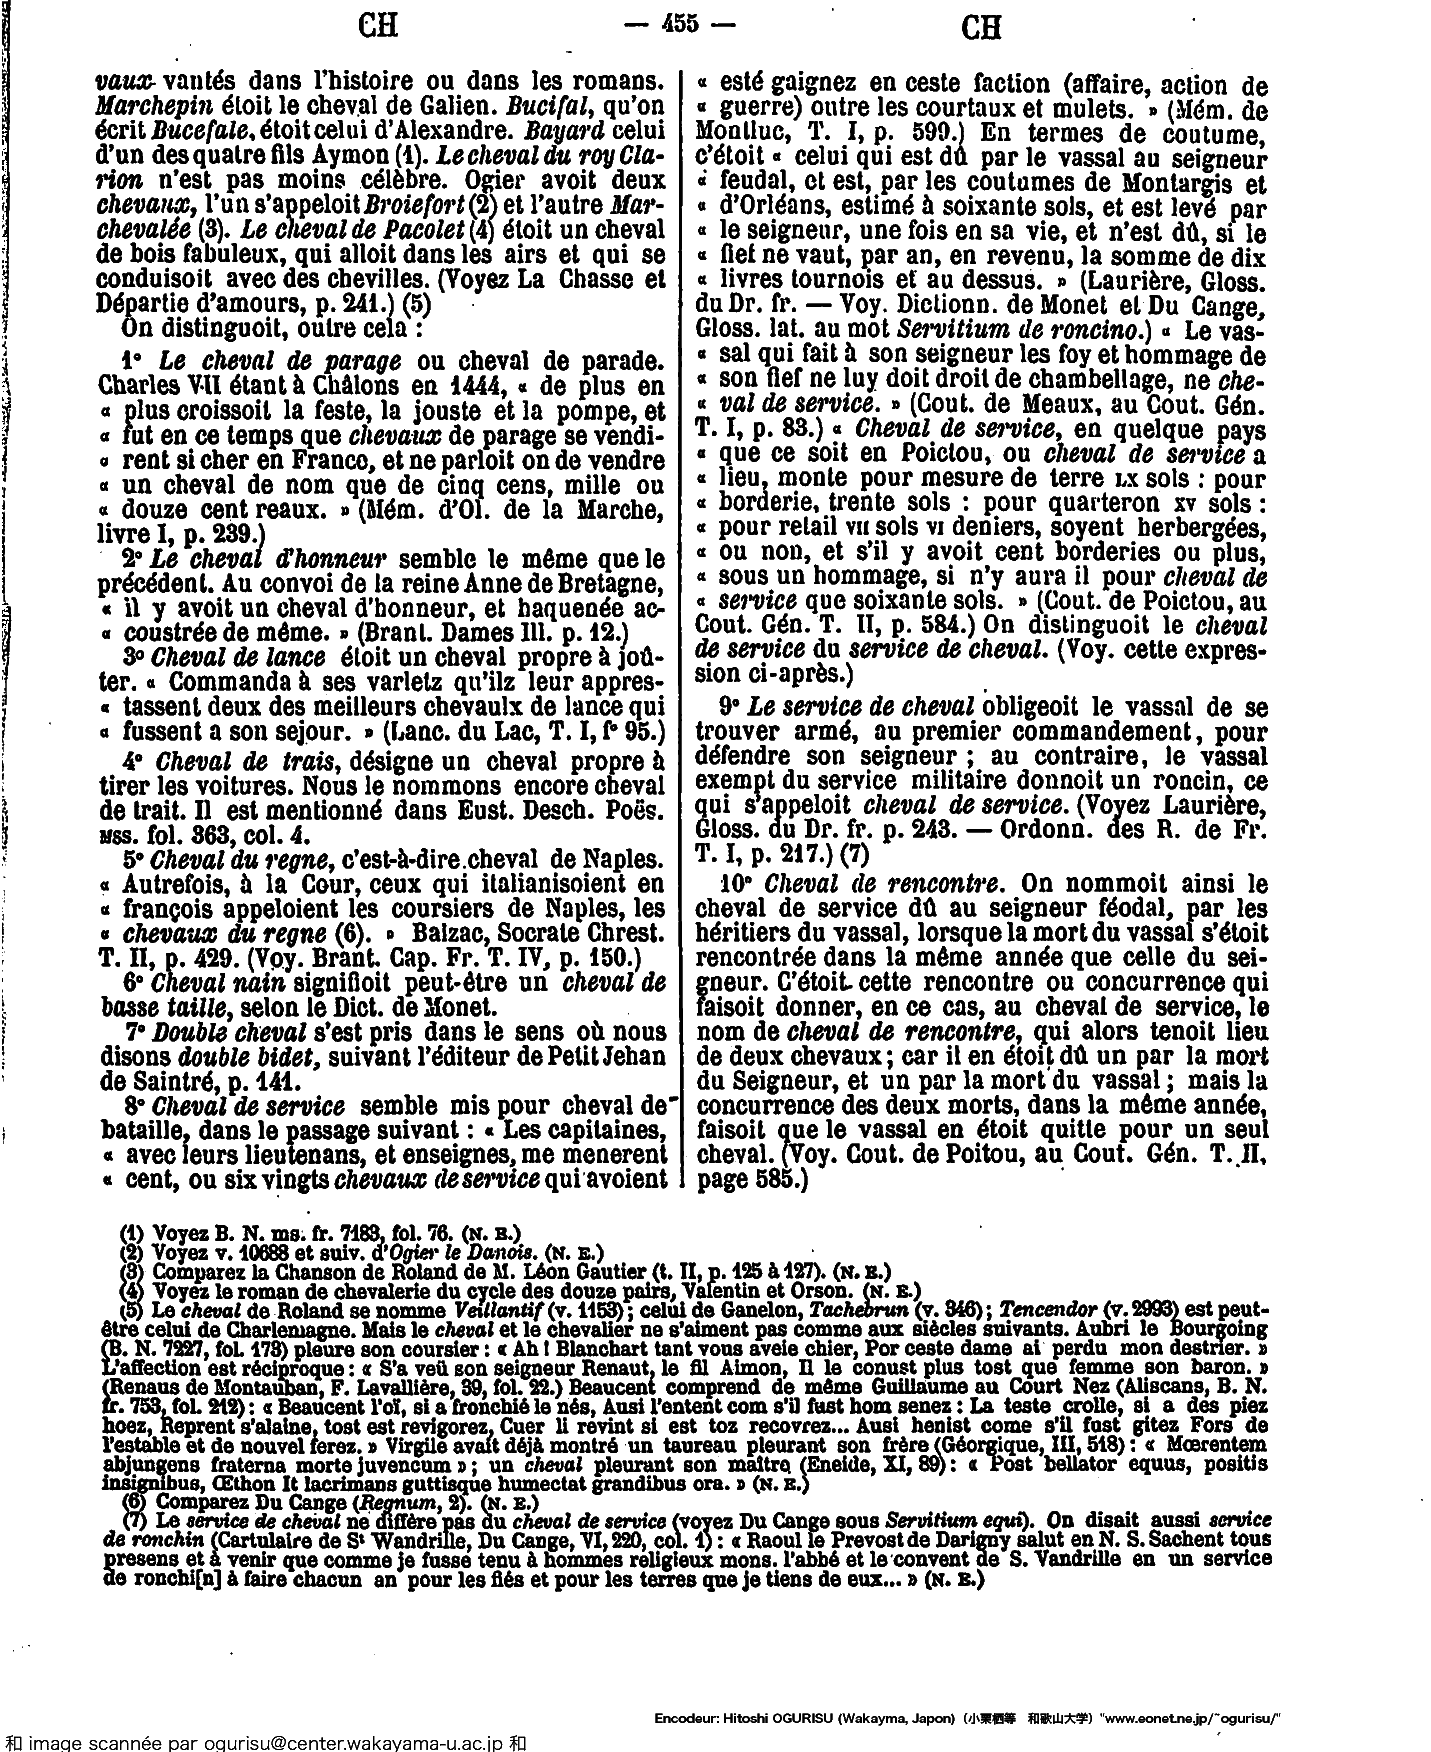 CH — 455 — CH
vaux vantés dans l'histoire ou dans les romans.
Marchepin étoit le cheval de Galien. Bucifal, qu'on
écrit Bucefale, étoit celui d'Alexandre. Bayard celui
d'un des quatre fils Aymon (1). Le cheval du roy Cla-
rion n'est pas moins célèbre. Ogier avoit deux
chevaux, l'un s'appeloit Broiefort (2) et l'autre Mar-
chevalée (3). Le cheval de Pacolet (4) étoit un cheval
de bois fabuleux, qui alloit dans les airs et qui se
conduisoit avec des chevilles. (Voyez La Chasse et
Départie d'amours, p. 241.) (5)
On distinguoit, outre cela :
1° Le cheval de parage ou cheval de parade.
Charles VII étant à Châlons en 1444, « de plus en
« plus croissoit la feste, la jouste et la pompe, et
« fut en ce temps que chevaux de parage se vendi-
« rent si cher en France, et ne parloit on de vendre
« un cheval de nom que de cinq cens, mille ou
« douze cent reaux. » (Mém. d'Ol. de la Marche,
livre I, p. 239.)
2° Le cheval d'honneur semble le même que le
précédent. Au convoi de la reine Anne de Bretagne,
« il y avoit un cheval d'honneur, et haquenée ac-
« coustrée de même. » (Brant. Dames Ill. p. 12.)
3° Cheval de lance étoit un cheval propre à joû-
ter. « Commanda à ses varletz qu'ilz leur appres-
« tassent deux des meilleurs chevaulx de lance qui
« fussent a son sejour. » (Lanc. du Lac, T. I, f° 95.)
4° Cheval de trais, désigne un cheval propre à
tirer les voitures. Nous le nommons encore cheval
de trait. Il est mentionné dans Eust. Desch. Poës.
MSS. fol. 363, col. 4.
5° Cheval du regne, c'est-à-dire cheval de Naples.
« Autrefois, à la Cour, ceux qui italianisoient en
« françois appeloient les coursiers de Naples, les
« chevaux du regne (6). » Balzac, Socrate Chrest.
T. II, p. 429. (Voy. Brant. Cap. Fr. T. IV, p. 150.)
6° Cheval nain signifioit peut-être un cheval de
basse taille, selon le Dict. de Monet.
7° Double cheval s'est pris dans le sens où nous
disons double bidet, suivant l'éditeur de Petit Jehan
de Saintré, p. 141.
8° Cheval de service semble mis pour cheval de
bataille, dans le passage suivant : « Les capitaines,
« avec leurs lieutenans, et enseignes, me menerent
« cent, ou six vingts chevaux de service qui avoient
« esté gaignez en ceste faction (affaire, action de
« guerre) outre les courtaux et mulets. » (Mém. de
Montluc, T. I, p. 599.) En termes de coutume,
c'étoit « celui qui est dû par le vassal au seigneur
« feudal, et est, par les coutumes de Montargis et
« d'Orléans, estimé à soixante sols, et est levé par
« le seigneur, une fois en sa vie, et n'est dû, si le
« fief ne vaut, par an, en revenu, la somme de dix
« livres tournois et au dessus. » (Laurière, Gloss.
du Dr. fr. — Voy. Dictionn. de Monet et Du Cange,
Gloss. lat. au mot Servitium de roncino.) « Le vas-
« sal qui fait à son seigneur les foy et hommage de
« son fief ne luy doit droit de chambellage, ne che-
« val de service. » (Cout. de Meaux, au Cout. Gén.
T. I, p. 83.) « Cheval de service, en quelque pays
« que ce soit en Poictou, ou cheval de service a
« lieu, monte pour mesure de terre LX sols : pour
« borderie, trente sols : pour quarteron XV sols :
« pour retail VII sols VI deniers, soyent herbergées,
« ou non, et s'il y avoit cent borderies ou plus,
« sous un hommage, si n'y aura il pour cheval de
« service que soixante sols. » (Cout. de Poictou, au
Cout. Gén. T. II, p. 584.) On distinguoit le cheval
de service du service de cheval. (Voy. cette expres-
sion ci-après.)
9° Le service de cheval obligeoit le vassal de se
trouver armé, au premier commandement, pour
défendre son seigneur ; au contraire, le vassal
exempt du service militaire donnoit un roncin, ce
qui s'appeloit cheval de service. (Voyez Laurière,
Gloss. du Dr. fr. p. 243. — Ordonn. des R. de Fr.
T. I, p. 217.) (7)
10° Cheval de rencontre. On nommoit ainsi le
cheval de service dû au seigneur féodal, par les
héritiers du vassal, lorsque la mort du vassal s'étoit
rencontrée dans la même année que celle du sei-
gneur. C'étoit cette rencontre ou concurrence qui
faisoit donner, en ce cas, au cheval de service, le
nom de cheval de rencontre, qui alors tenoit lieu
de deux chevaux ; car il en étoit dû un par la mort
du Seigneur, et un par la mort du vassal ; mais la
concurrence des deux morts, dans la même année,
faisoit que le vassal en étoit quitte pour un seul
cheval. (Voy. Cout. de Poitou, au Cout. Gén. T. II,
page 585.)
(1) Voyez B. N. ms. fr. 7183, fol. 76. (N. E.)
(2) Voyez v. 10688 et suiv. d'Ogier le Danois. (N. E.)
(3) Comparez la Chanson de Roland de M. Léon Gautier (t. II, p. 125 à 127). (N. E.)
(4) Voyez le roman de chevalerie du cycle des douze pairs, Valentin et Orson. (N. E.)
(5) Le cheval de Roland se nomme Veillantif (v. 1153) ; celui de Ganelon, Tachebrun (v. 346) ; Tencendor (v. 2993) est peut-
être celui de Charlemagne. Mais le cheval et le chevalier ne s'aiment pas comme aux siècles suivants. Aubri le Bourgoing
(B. N. 7227, fol. 173) pleure son coursier : « Ah ! Blanchart tant vous aveie chier, Por ceste dame ai perdu mon destrier. »
L'affection est réciproque : « S'a veü son seigneur Renaut, le fil Aimon, Il le conust plus tost que femme son baron. »
(Renaus de Montauban, F. Lavallière, 39, fol. 22.) Beaucent comprend de même Guillaume au Court Nez (Aliscans, B. N.
fr. 753, fol. 212) : « Beaucent l'oï, si a fronchié le nés, Ausi l'entent com s'il fust hom senez : La teste crolle, si a des piez
hoez, Reprent s'alaine, tost est revigorez, Cuer li revint si est toz recovrez... Ausi henist come s'il fust gitez Fors de
l'estable et de nouvel ferez. » Virgile avait déjà montré un taureau pleurant son frère (Géorgique, III, 518) : « Mœrentem
abjungens fraterna morte juvencum » ; un cheval pleurant son maître (Eneide, XI, 89) : « Post bellator equus, positis
insignibus, Œthon It lacrimans guttisque humectat grandibus ora. » (N. E.)
(6) Comparez Du Cange (Regnum, 2). (N. E.)
(7) Le service de cheval ne diffère pas du cheval de service (voyez Du Cange sous Servitium equi). On disait aussi service
de ronchin (Cartulaire de St Wandrille, Du Cange, VI, 220, col. 1) : « Raoul le Prevost de Darigny salut en N. S. Sachent tous
presens et à venir que comme je fusse tenu à hommes religieux mons. l'abbé et le convent de S. Vandrille en un service
de ronchi[n] à faire chacun an pour les fiés et pour les terres que je tiens de eux... » (N. E.)
Encodeur: Hitoshi OGURISU (Wakayma, Japon) (小栗栖等 和歌山大学) "www.eonet.ne.jp/~ogurisu/"
和 image scannée par ogurisu@center.wakayama-u.ac.jp 和